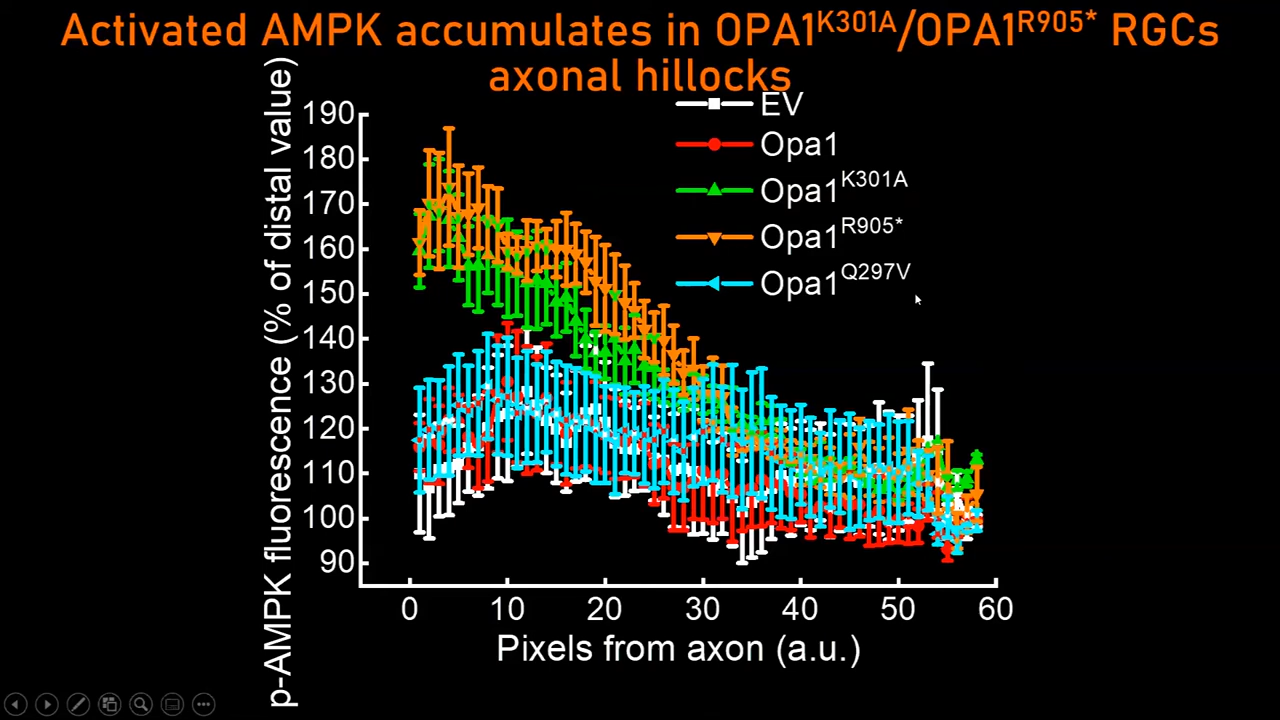 Activated AMPK accumulates in OPA1K301A/OPA1R905* RGCs
axonal hillocks
p-AMPK fluorescence (% of distal value)
190
180
170
160
150
140
130
120
110
100
90
EV
Opa1
Opa1K301A
Opa1R905*
Opa1Q297V
0 10 20 30 40 50 60
Pixels from axon (a.u.)